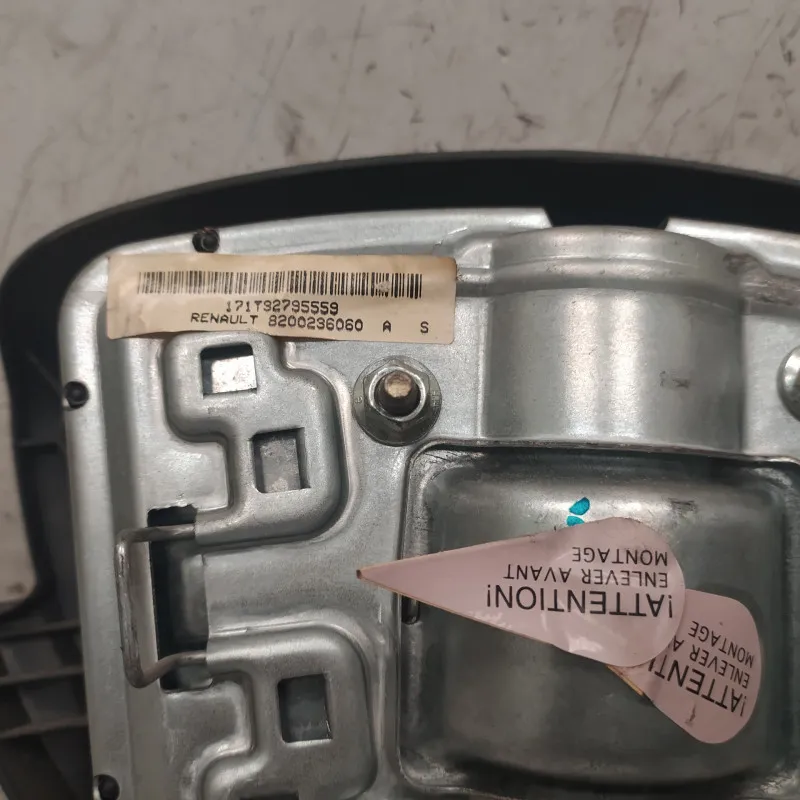 171T92795559
RENAULT 8200236060 A S
!ATTENTION!
ENLEVER AVANT
MONTAGE
!ATTENTI
ENLEVER
MONTAGE